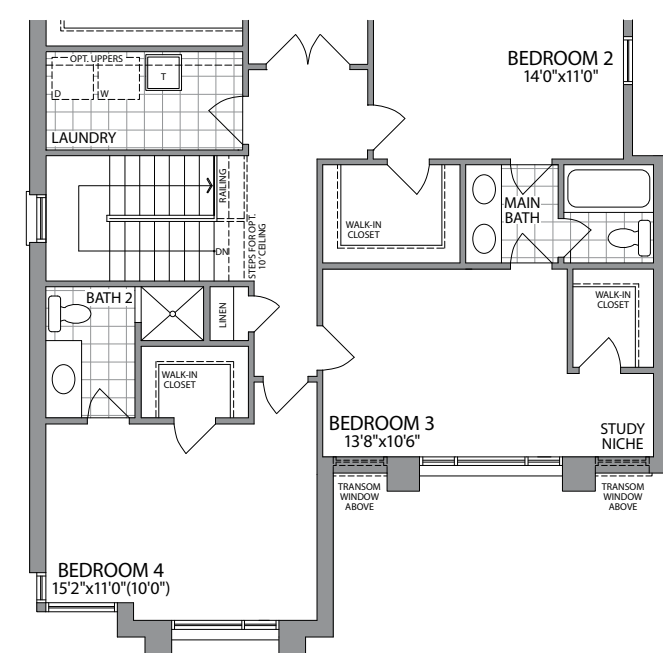 OPT. UPPERS
D
W
T
LAUNDRY
BEDROOM 2
14'0"x11'0"
RAILING
DN
STEPS FOR OPT.
10' CEILING
WALK-IN
CLOSET
MAIN
BATH
BATH 2
LINEN
WALK-IN
CLOSET
WALK-IN
CLOSET
BEDROOM 3
13'8"x10'6"
STUDY
NICHE
TRANSOM
WINDOW
ABOVE
TRANSOM
WINDOW
ABOVE
BEDROOM 4
15'2"x11'0"(10'0")